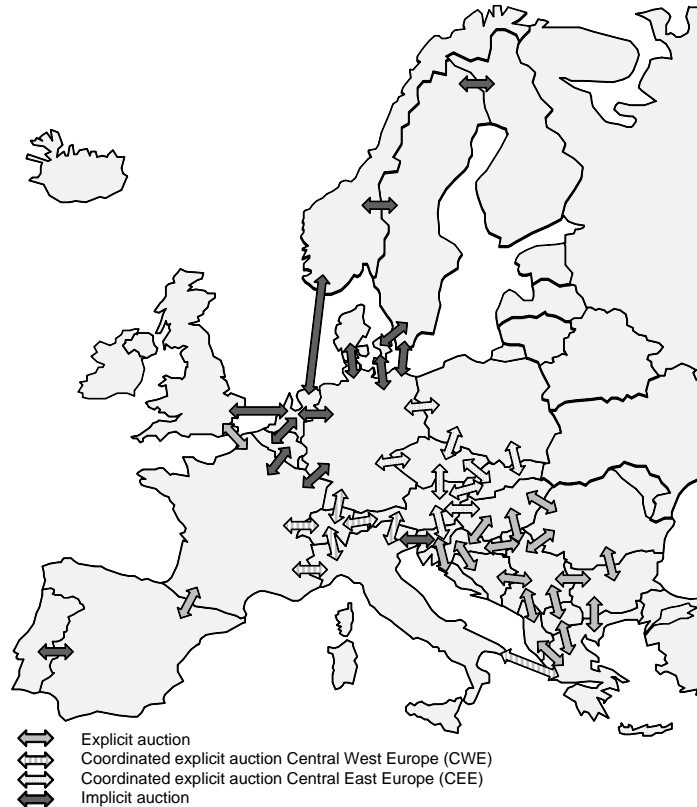 Explicit auction
Coordinated explicit auction Central West Europe (CWE)
Coordinated explicit auction Central East Europe (CEE)
Implicit auction